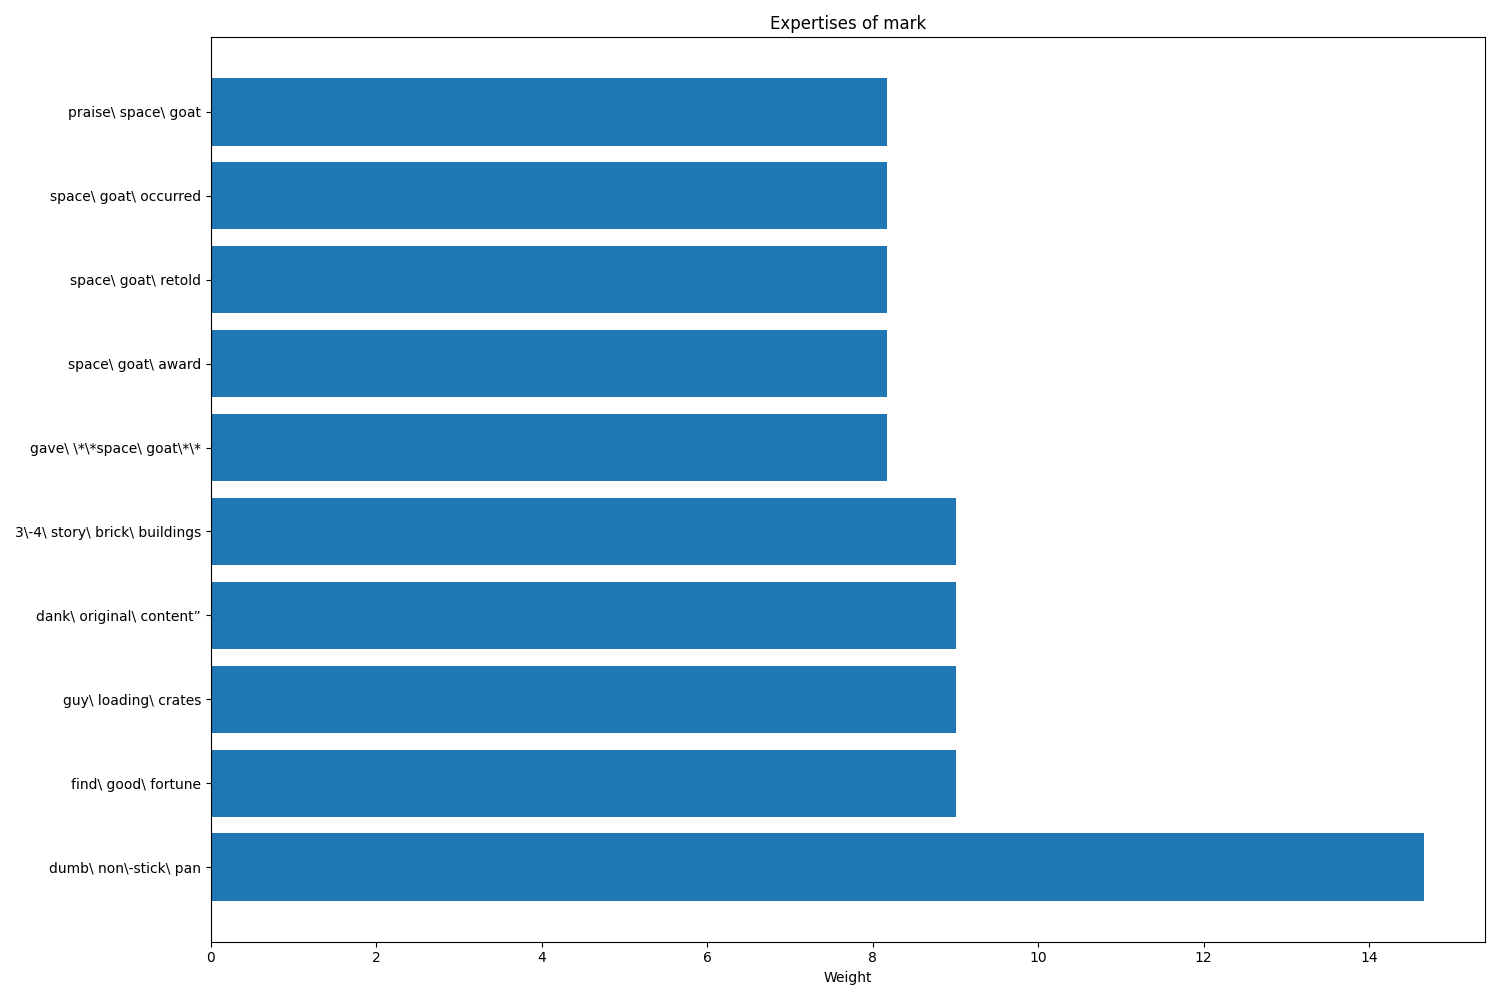 Expertises of mark
praise\ space\ goat
space\ goat\ occurred
space\ goat\ retold
space\ goat\ award
gave\ \*\*space\ goat\*\*
3\-4\ story\ brick\ buildings
dank\ original\ content”
guy\ loading\ crates
find\ good\ fortune
dumb\ non\-stick\ pan
0 2 4 6 8 10 12 14
Weight